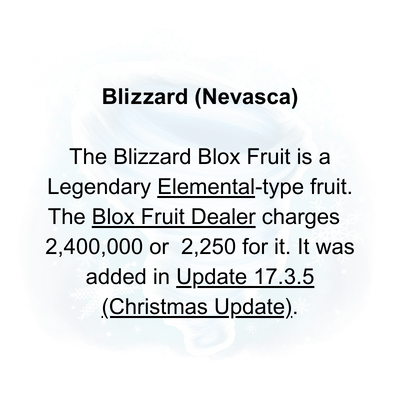 Blizzard (Nevasca)
The Blizzard Blox Fruit is a
Legendary Elemental-type fruit.
The Blox Fruit Dealer charges
2,400,000 or  2,250 for it. It was
added in Update 17.3.5
(Christmas Update).